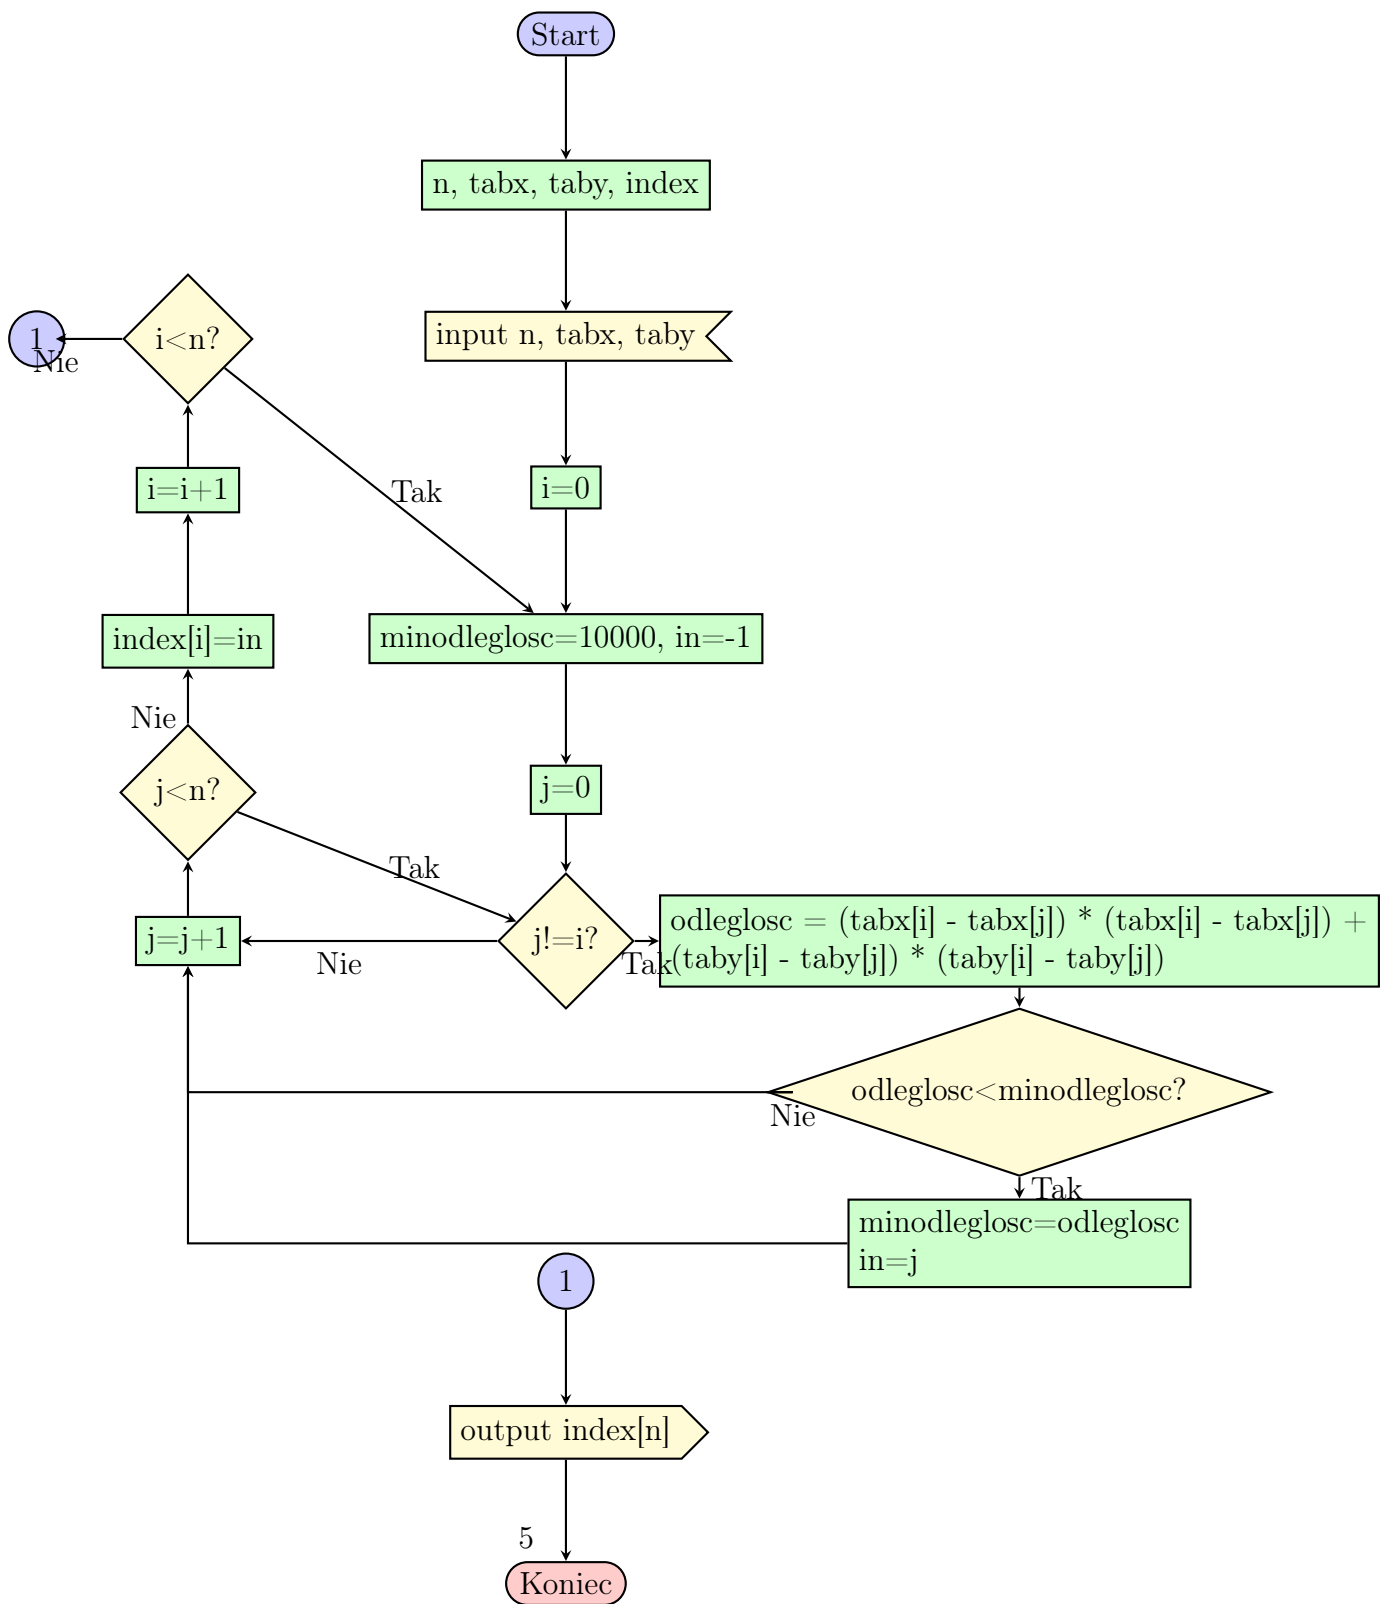 Start
n, tabx, taby, index
i<n?
1
Nie
input n, tabx, taby
i=i+1
Tak
i=0
index[i]=in
minodleglosc=10000, in=-1
Nie
j<n?
j=0
Tak
j=j+1
Nie
j!=i?
Tak
odleglosc = (tabx[i] - tabx[j]) * (tabx[i] - tabx[j]) +
(taby[i] - taby[j]) * (taby[i] - taby[j])
odleglosc<minodleglosc?
Nie
Tak
minodleglosc=odleglosc
in=j
1
output index[n]
5
Koniec